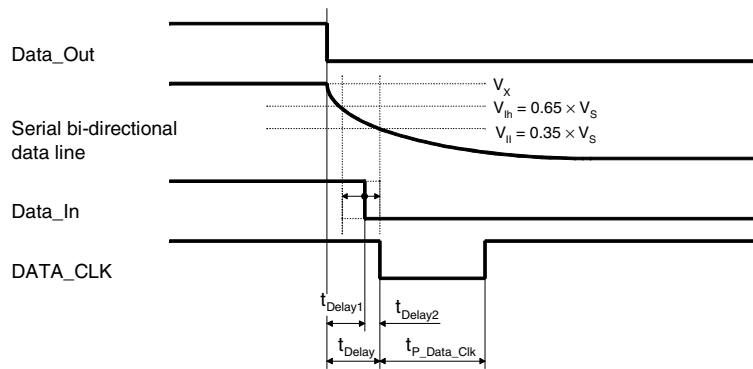 Data_Out
V_X
V_Ih = 0.65 × V_S
Serial bi-directional
data line
V_Il = 0.35 × V_S
Data_In
DATA_CLK
t_Delay1
t_Delay2
t_Delay
t_P_Data_Clk